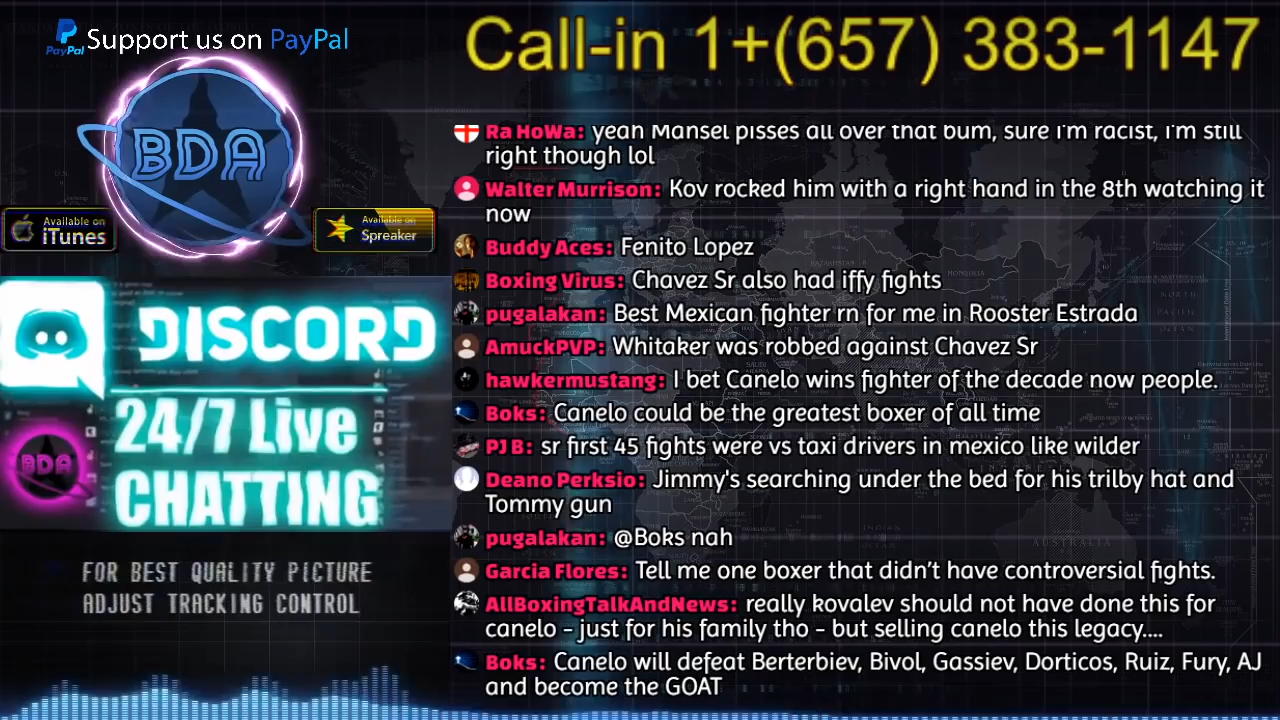 PayPal
Support us on PayPal
Call-in 1+(657) 383-1147
BDA
Available on
iTunes
Available on
Spreaker
DISCORD
24/7 Live
CHATTING
BDA
FOR BEST QUALITY PICTURE
ADJUST TRACKING CONTROL
Ra HoWa: yeah Mansel pisses all over that bum, sure i'm racist, i'm still
right though lol
Walter Murrison: Kov rocked him with a right hand in the 8th watching it
now
Buddy Aces: Fenito Lopez
Boxing Virus: Chavez Sr also had iffy fights
pugalakan: Best Mexican fighter rn for me in Rooster Estrada
AmuckPVP: Whitaker was robbed against Chavez Sr
hawkermustang: I bet Canelo wins fighter of the decade now people.
Boks: Canelo could be the greatest boxer of all time
PJ B: sr first 45 fights were vs taxi drivers in mexico like wilder
Deano Perksio: Jimmy's searching under the bed for his trilby hat and
Tommy gun
pugalakan: @Boks nah
Garcia Flores: Tell me one boxer that didn't have controversial fights.
AllBoxingTalkAndNews: really kovalev should not have done this for
canelo - just for his family tho - but selling canelo this legacy....
Boks: Canelo will defeat Berterbiev, Bivol, Gassiev, Dorticos, Ruiz, Fury, AJ
and become the GOAT